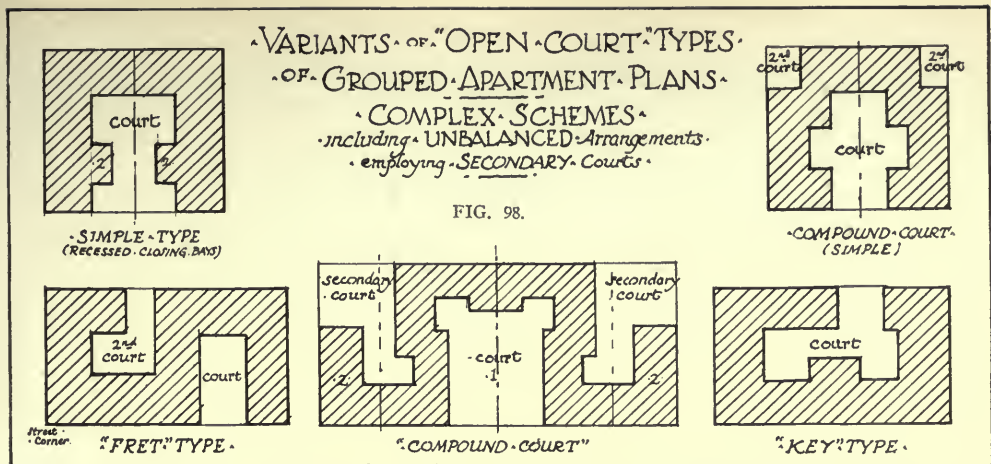 ·VARIANTS·OF·"OPEN·COURT"TYPES·
·OF·GROUPED·APARTMENT·PLANS·
·COMPLEX·SCHEMES·
·including·UNBALANCED·Arrangements·
·employing·SECONDARY·Courts·
FIG. 98.
court
2
2
·SIMPLE·TYPE
(RECESSED·CLOSING·BAYS)
2nd
court
2nd
court
court
·COMPOUND·COURT·
(SIMPLE)
2nd
court
court
Street·
·Corner.
·"FRET"TYPE·
secondary
·court·
secondary
court·
·court·
·1·
·2·
·2
·"COMPOUND·COURT"
court
·"KEY"TYPE·